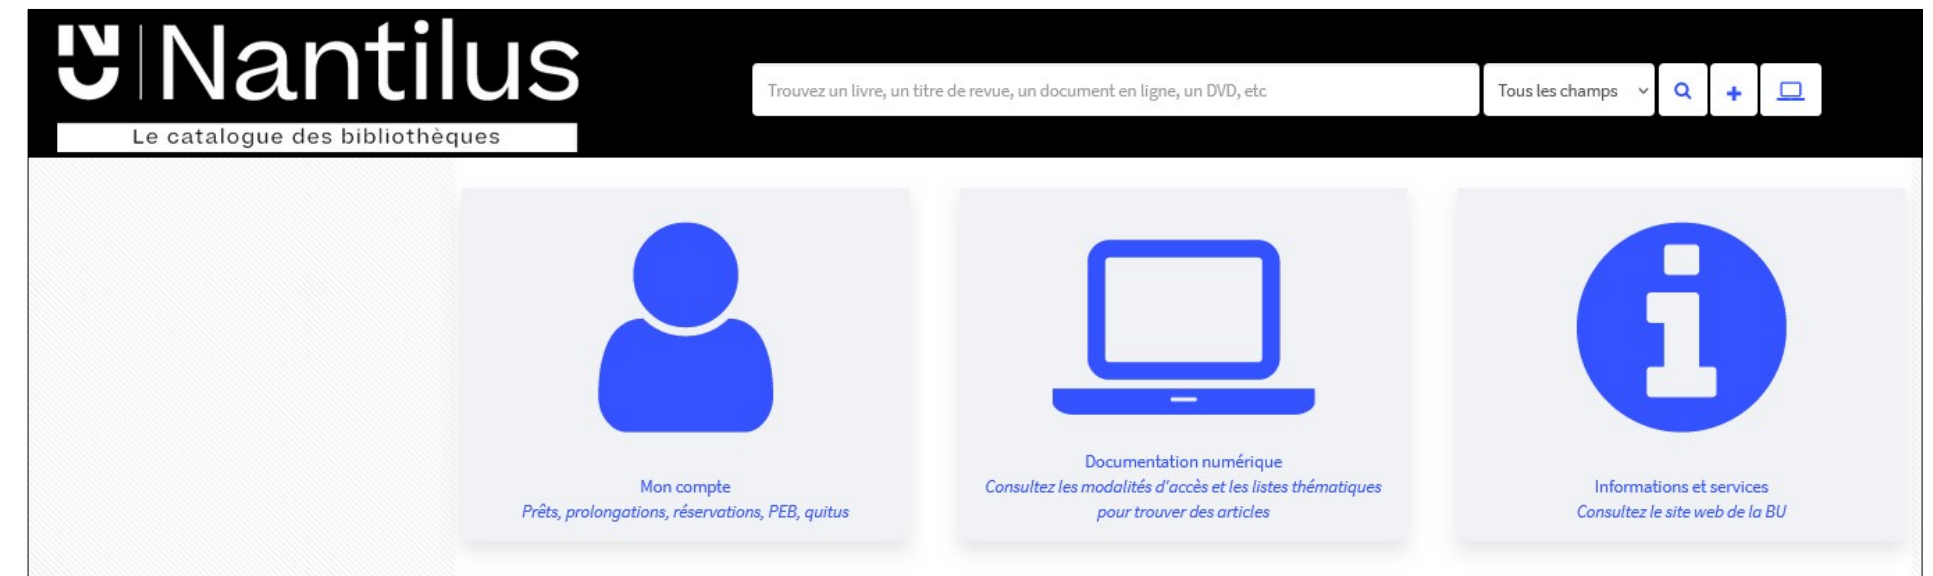 Nantilus
Le catalogue des bibliothèques
Trouvez un livre, un titre de revue, un document en ligne, un DVD, etc
Tous les champs
Mon compte
Prêts, prolongations, réservations, PEB, quitus
Documentation numérique
Consultez les modalités d'accès et les listes thématiques
pour trouver des articles
Informations et services
Consultez le site web de la BU